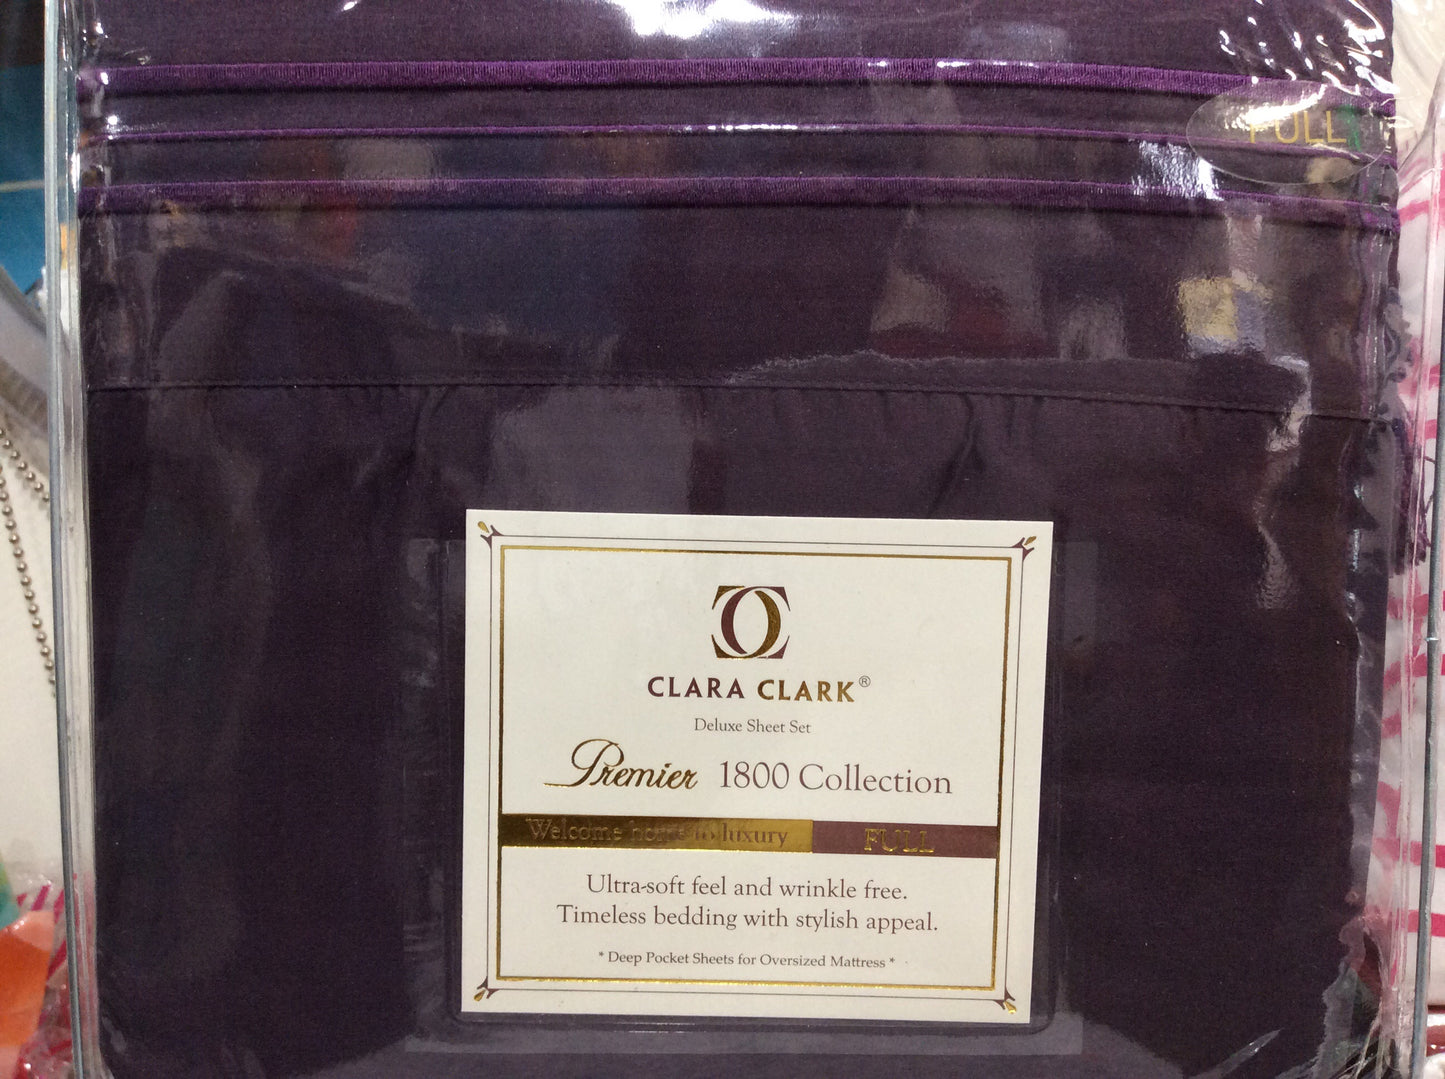 FULL
CLARA CLARK®
Deluxe Sheet Set
Premier 1800 Collection
Welcome home to luxury FULL
Ultra-soft feel and wrinkle free.
Timeless bedding with stylish appeal.
* Deep Pocket Sheets for Oversized Mattress *